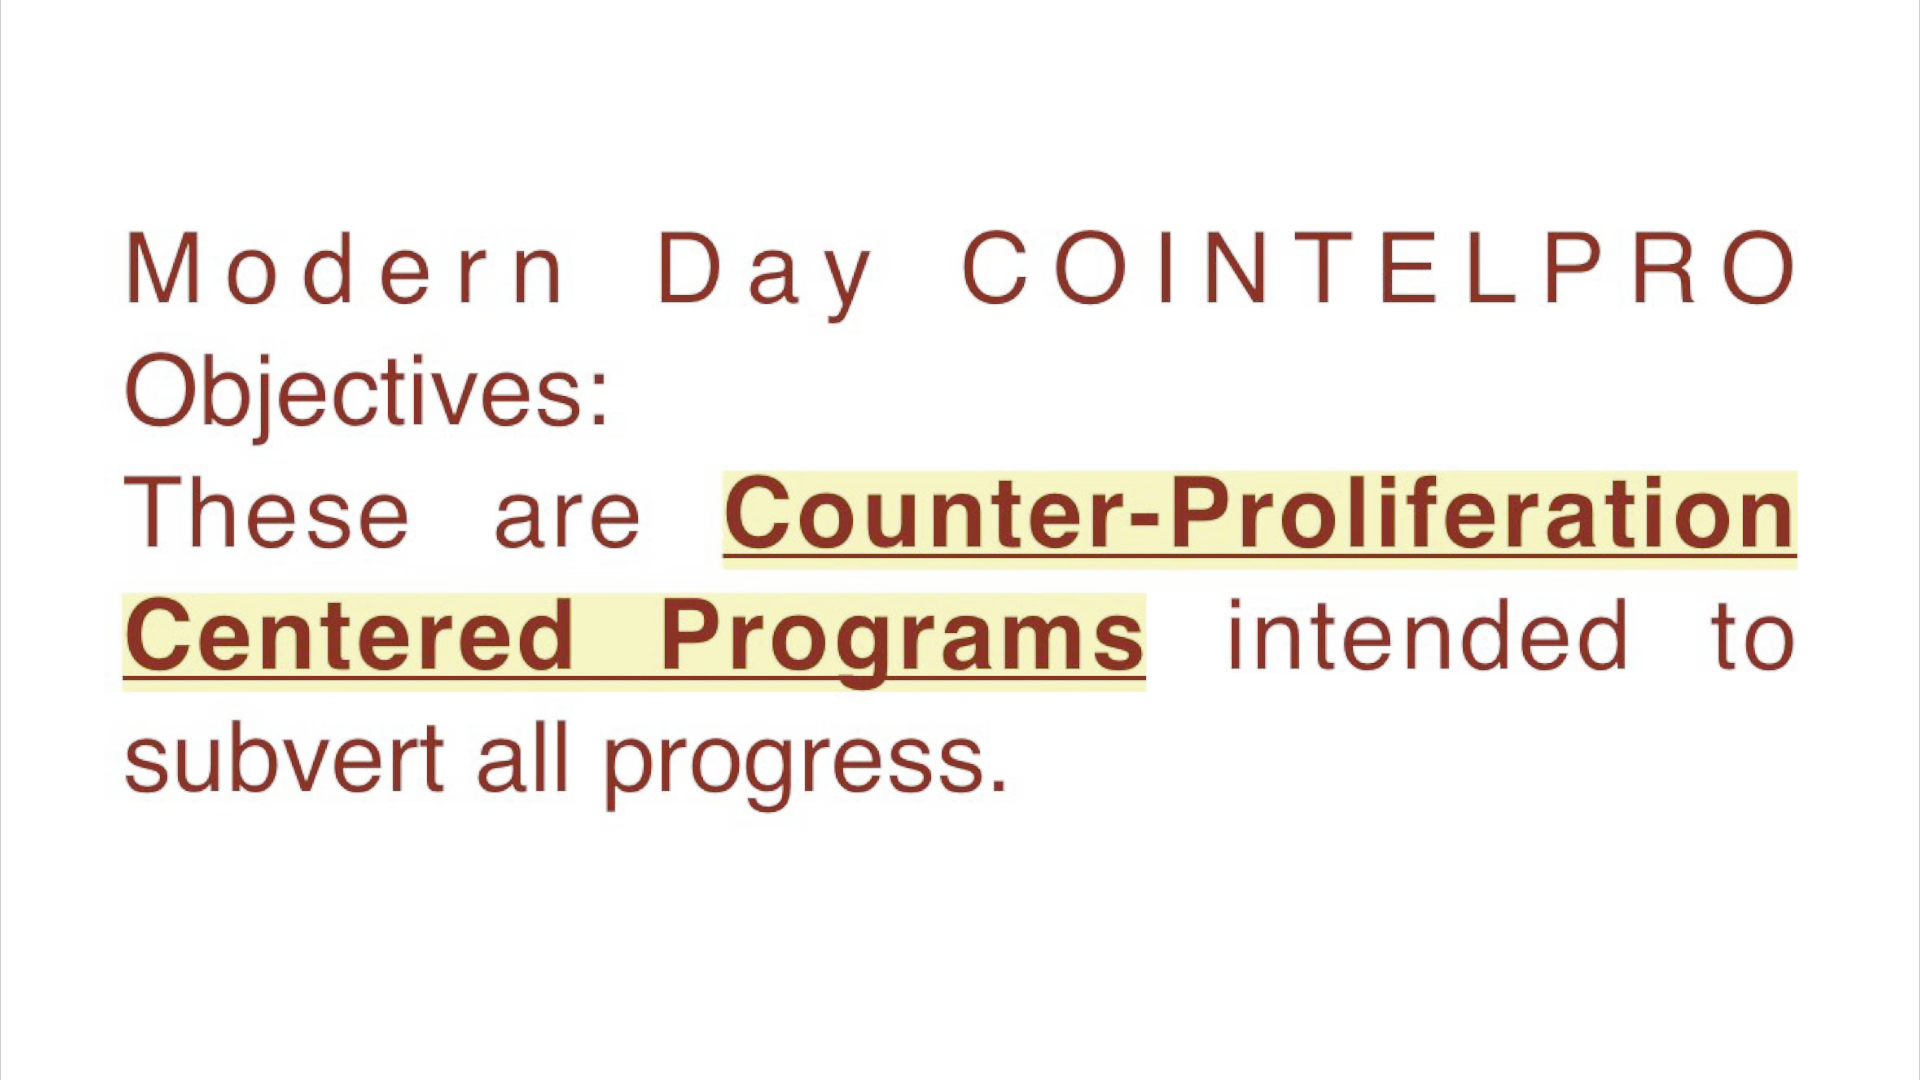 Modern Day COINTELPRO
Objectives:
These are Counter-Proliferation
Centered Programs intended to
subvert all progress.